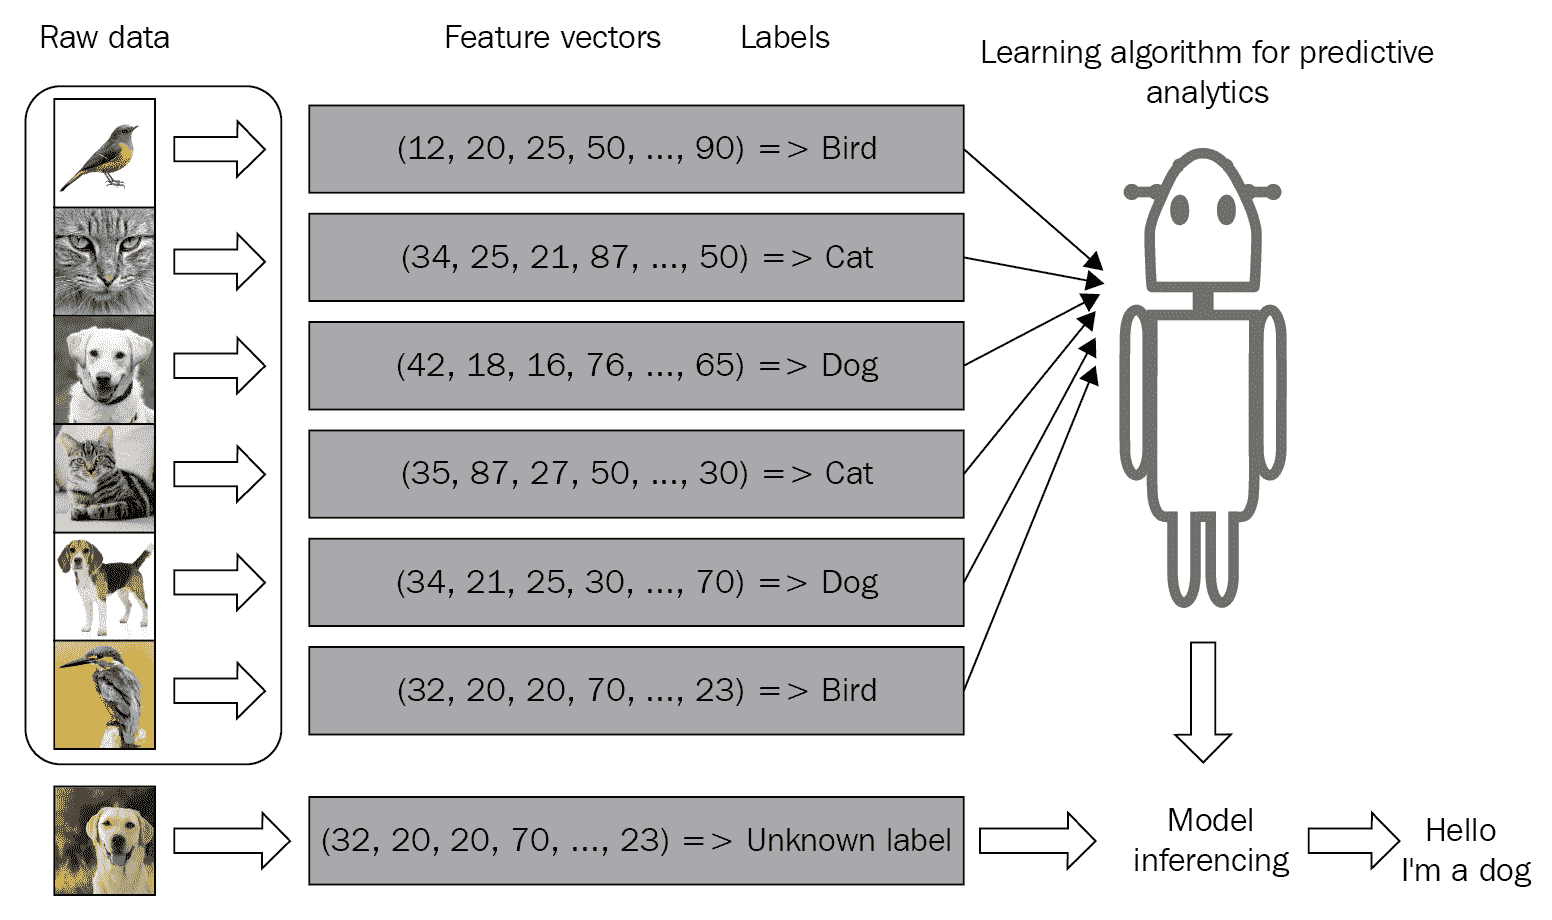 Raw data
Feature vectors
Labels
Learning algorithm for predictive
analytics
(12, 20, 25, 50, ..., 90) => Bird
(34, 25, 21, 87, ..., 50) => Cat
(42, 18, 16, 76, ..., 65) => Dog
(35, 87, 27, 50, ..., 30) => Cat
(34, 21, 25, 30, ..., 70) => Dog
(32, 20, 20, 70, ..., 23) => Bird
(32, 20, 20, 70, ..., 23) => Unknown label
Model
inferencing
Hello
I'm a dog